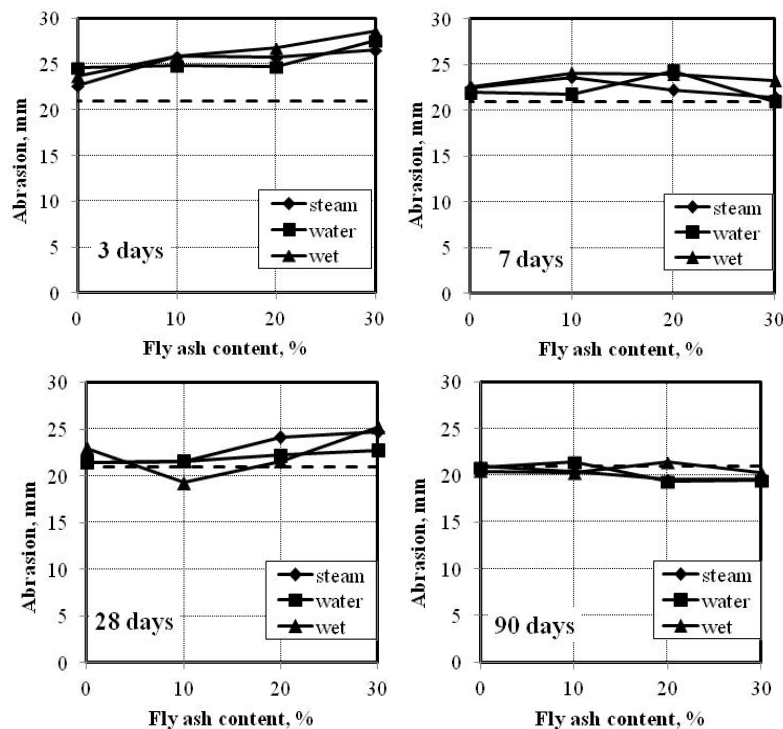 30
25
20
15
10
5
0
Abrasion, mm
steam
water
wet
3 days
0 10 20 30
Fly ash content, %
30
25
20
15
10
5
0
Abrasion, mm
steam
water
wet
7 days
0 10 20 30
Fly ash content, %
30
25
20
15
10
5
0
Abrasion, mm
steam
water
wet
28 days
0 10 20 30
Fly ash content, %
30
25
20
15
10
5
0
Abrasion, mm
steam
water
wet
90 days
0 10 20 30
Fly ash content, %